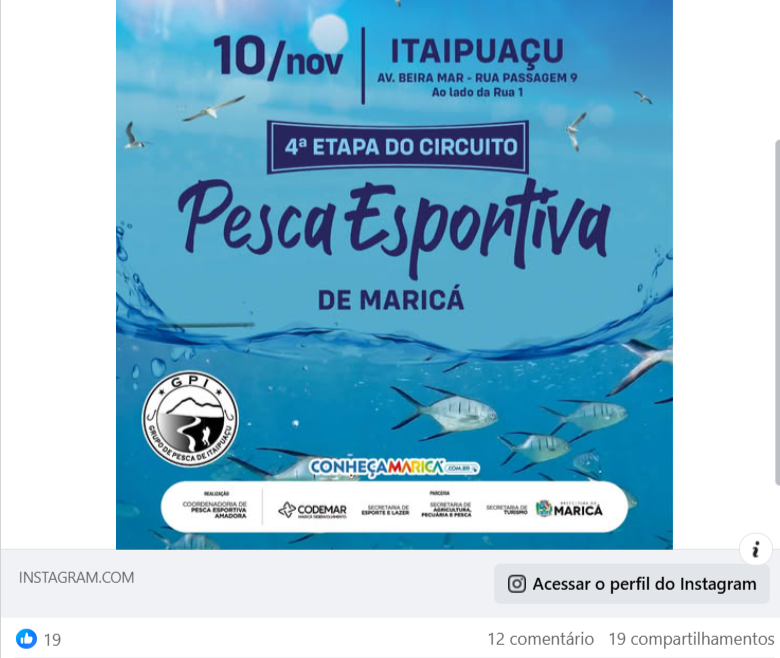 10/nov
ITAIPUAÇU
AV. BEIRA MAR - RUA PASSAGEM 9
Ao lado da Rua 1
4ª ETAPA DO CIRCUITO
Pesca Esportiva
DE MARICÁ
GPI
GRUPO DE PESCA DE ITAIPUAÇU
CONHEÇAMARICÁ.COM.BR
REALIZAÇÃO
COORDENADORIA DE
PESCA ESPORTIVA
AMADORA
CODEMAR
MARICÁ DESENVOLVIMENTO
SECRETARIA DE
ESPORTE E LAZER
PARCERIA
SECRETARIA DE
AGRICULTURA,
PECUÁRIA E PESCA
SECRETARIA DE
TURISMO
PREFEITURA DE
MARICÁ
INSTAGRAM.COM
Acessar o perfil do Instagram
19
12 comentário 19 compartilhamentos